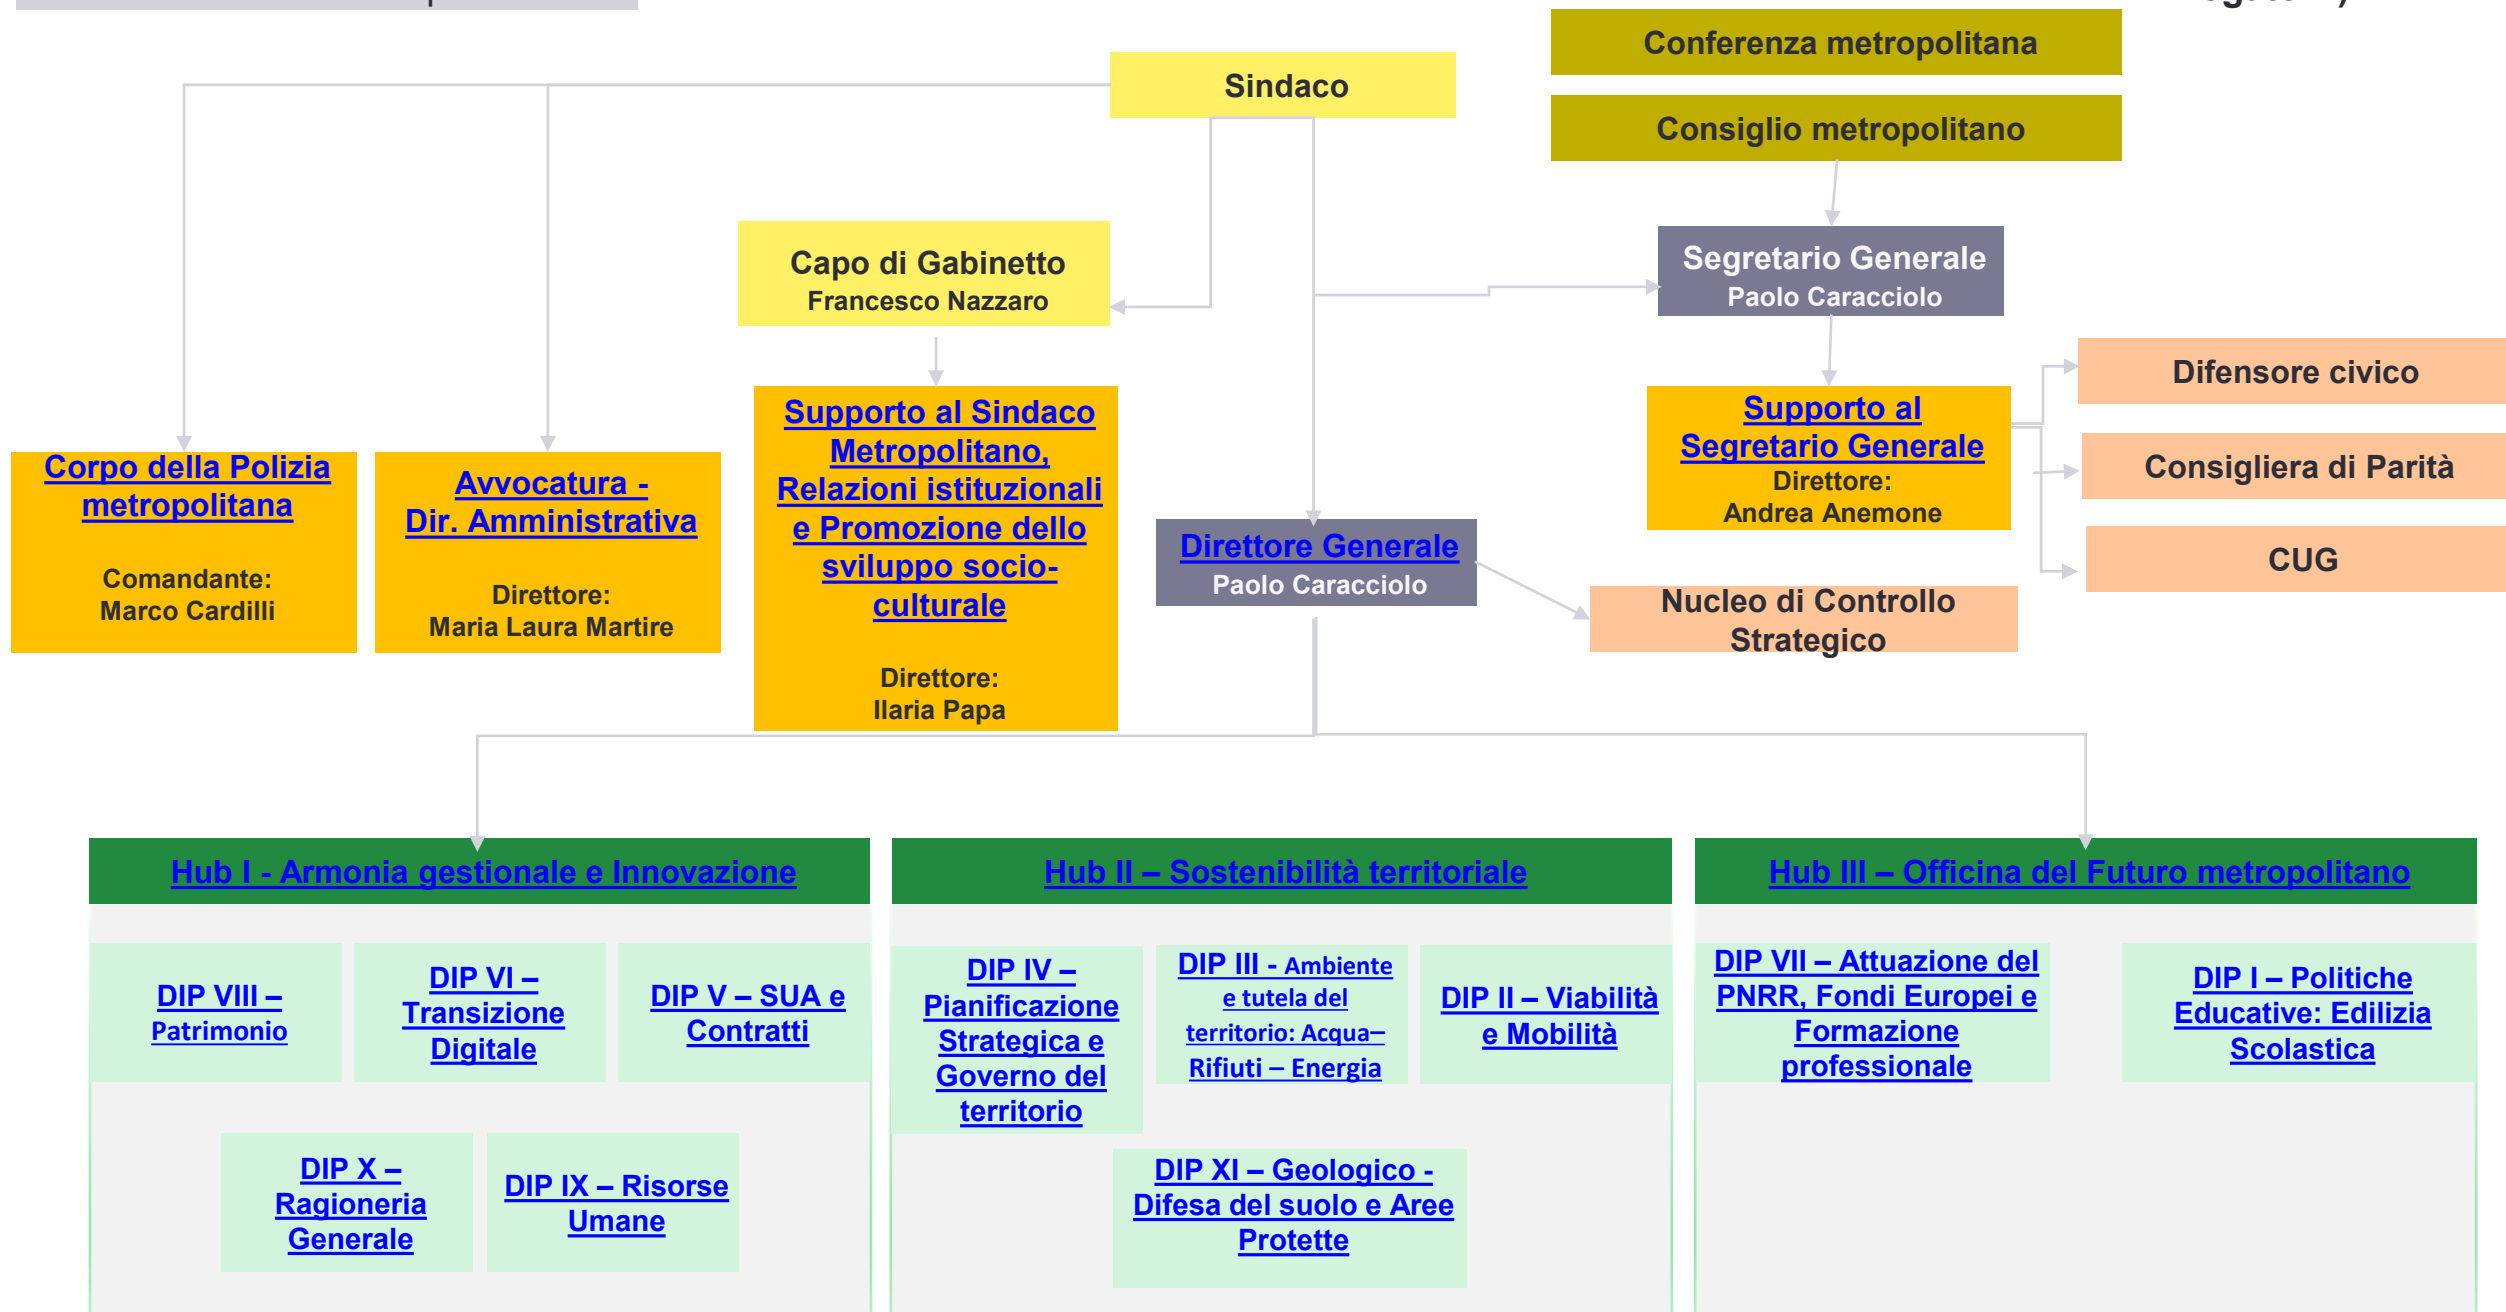 Conferenza metropolitana
Sindaco
Consiglio metropolitano
Capo di Gabinetto
Francesco Nazzaro
Segretario Generale
Paolo Caracciolo
Difensore civico
Supporto al Sindaco
Metropolitano,
Relazioni istituzionali
e Promozione dello
sviluppo socio-
culturale
Direttore:
Ilaria Papa
Supporto al
Segretario Generale
Direttore:
Andrea Anemone
Corpo della Polizia
metropolitana
Comandante:
Marco Cardilli
Avvocatura -
Dir. Amministrativa
Direttore:
Maria Laura Martire
Consigliera di Parità
Direttore Generale
Paolo Caracciolo
CUG
Nucleo di Controllo
Strategico
Hub I - Armonia gestionale e Innovazione
Hub II – Sostenibilità territoriale
Hub III – Officina del Futuro metropolitano
DIP VIII –
Patrimonio
DIP VI –
Transizione
Digitale
DIP V – SUA e
Contratti
DIP IV –
Pianificazione
Strategica e
Governo del
territorio
DIP III - Ambiente
e tutela del
territorio: Acqua–
Rifiuti – Energia
DIP II – Viabilità
e Mobilità
DIP VII – Attuazione del
PNRR, Fondi Europei e
Formazione
professionale
DIP I – Politiche
Educative: Edilizia
Scolastica
DIP X –
Ragioneria
Generale
DIP IX – Risorse
Umane
DIP XI – Geologico -
Difesa del suolo e Aree
Protette